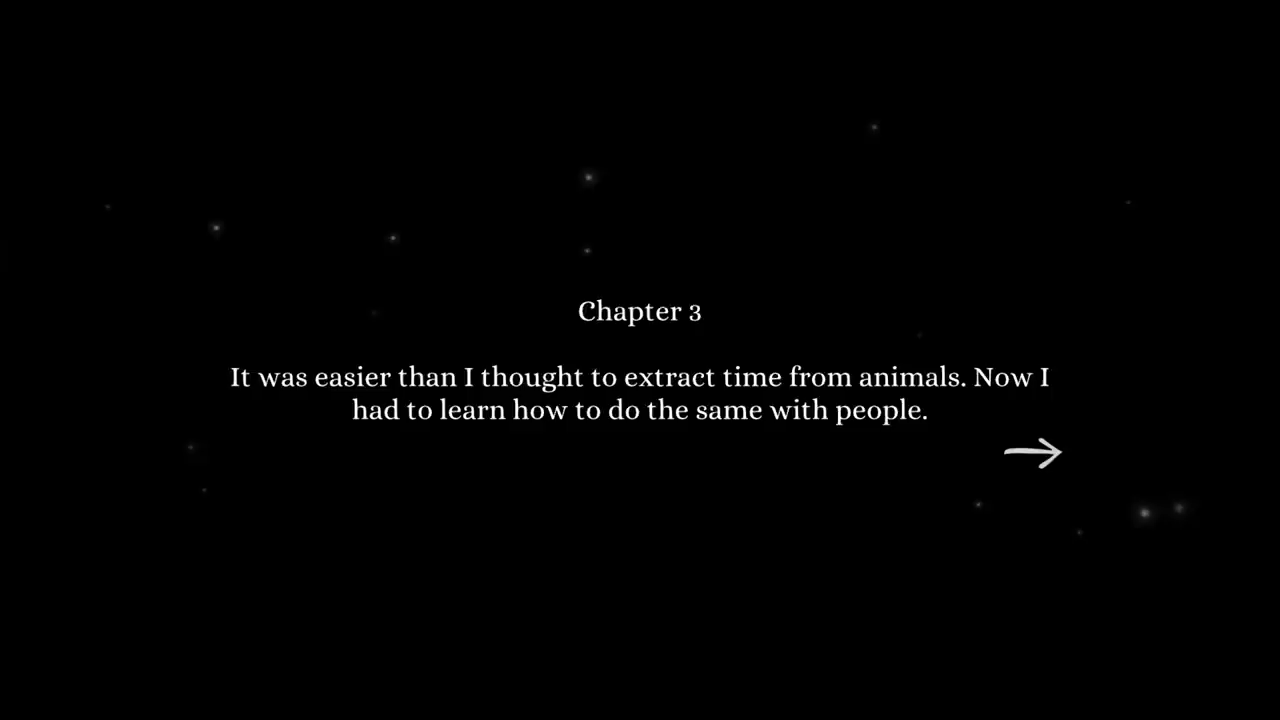 Chapter 3
It was easier than I thought to extract time from animals. Now I
had to learn how to do the same with people.